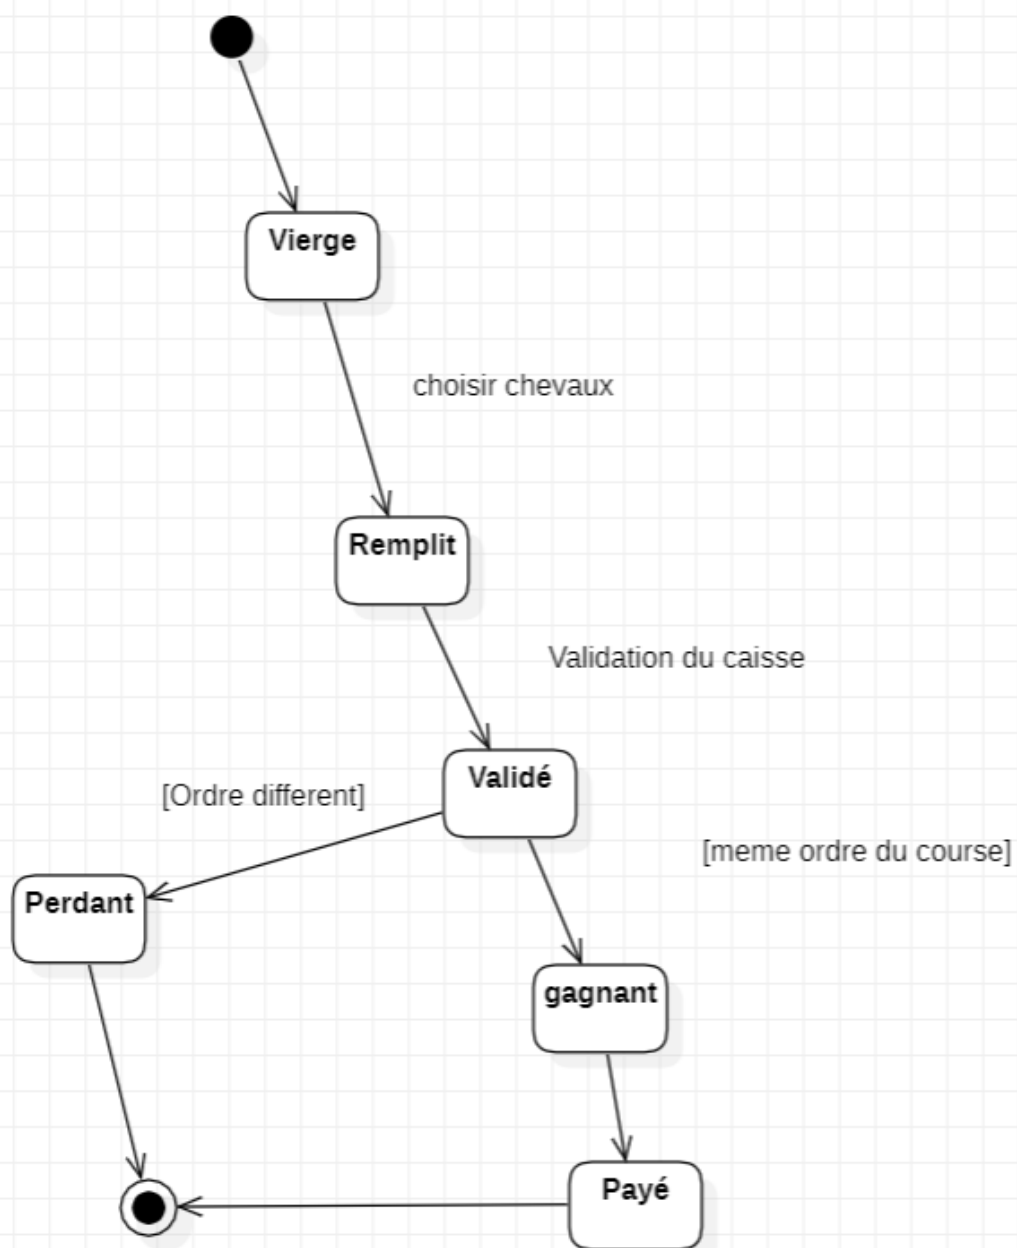 Vierge
choisir chevaux
Remplit
Validation du caisse
Validé
[Ordre different]
[meme ordre du course]
Perdant
gagnant
Payé